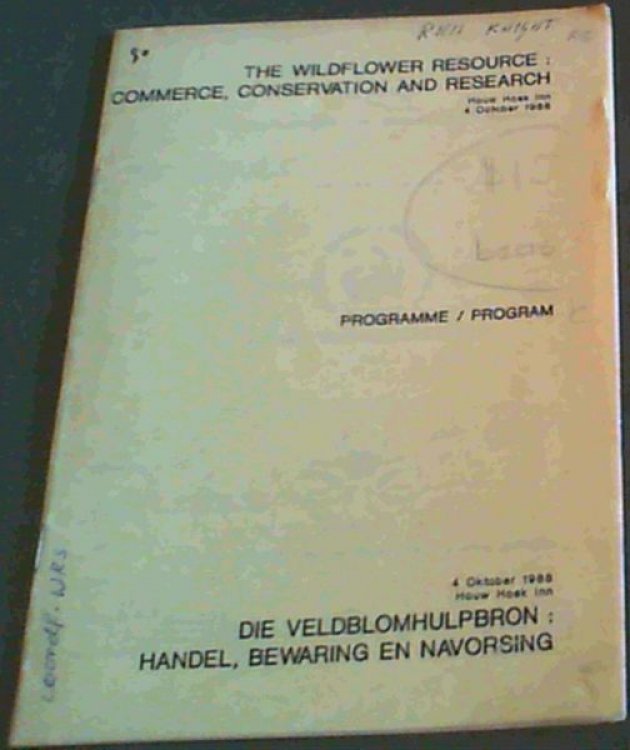 RHM KNIGHT
THE WILDFLOWER RESOURCE :
COMMERCE, CONSERVATION AND RESEARCH
Houw Hoek Inn
4 October 1988
PROGRAMME / PROGRAM
4 Oktober 1988
Houw Hoek Inn
DIE VELDBLOMHULPBRON :
HANDEL, BEWARING EN NAVORSING